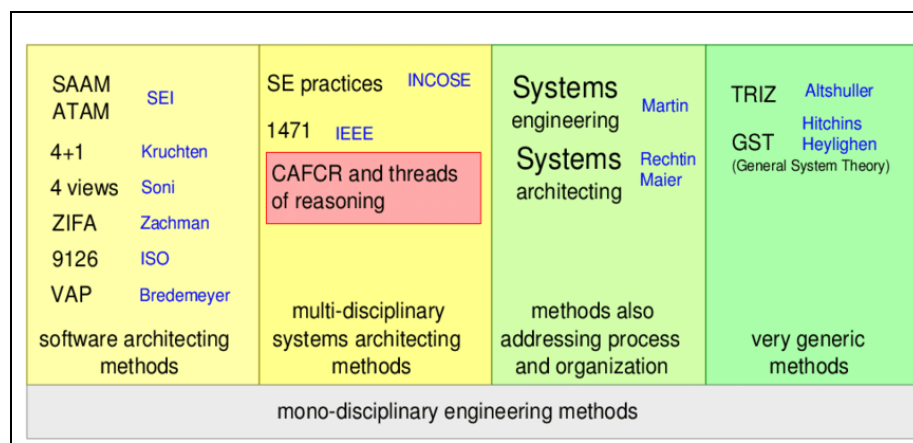 SAAM
ATAM
SEI
4+1 Kruchten
4 views Soni
ZIFA Zachman
9126 ISO
VAP Bredemeyer
software architecting
methods
SE practices INCOSE
1471 IEEE
CAFCR and threads
of reasoning
multi-disciplinary
systems architecting
methods
Systems
engineering
Martin
Systems
architecting
Rechtin
Maier
methods also
addressing process
and organization
TRIZ Altshuller
GST
Hitchins
Heylighen
(General System Theory)
very generic
methods
mono-disciplinary engineering methods